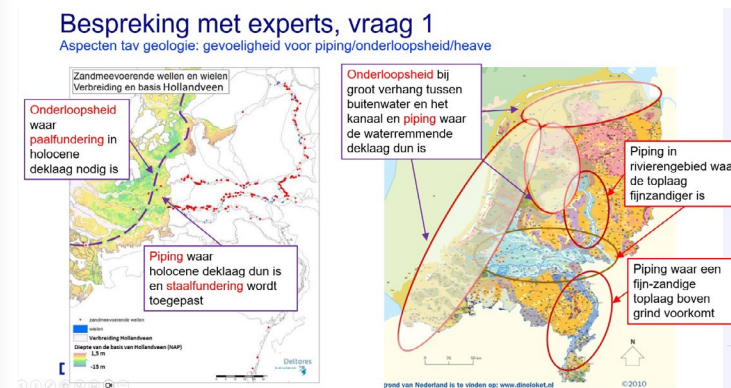 Bespreking met experts, vraag 1
Aspecten tav geologie: gevoeligheid voor piping/onderloopsheid/heave
Zandmeevoerende wellen en wielen
Verbreiding en basis Hollandveen
Onderloopsheid
waar
paalfundering in
holocene
deklaag nodig is
Piping waar
holocene deklaag dun is
en staalfundering wordt
toegepast
zandmeevoerende wellen
wielen
Verbreiding Hollandveen
Diepte van de basis van Hollandveen (NAP)
1,5 m
-15 m
Deltares
Onderloopsheid bij
groot verhang tussen
buitenwater en het
kanaal en piping waar
de waterremmende
deklaag dun is
Piping in
rivierengebied waa
de toplaag
fijnzandiger is
Piping waar een
fijn-zandige
toplaag boven
grind voorkomt
N
grond van Nederland is te vinden op: www.dinoloket.nl
©2010